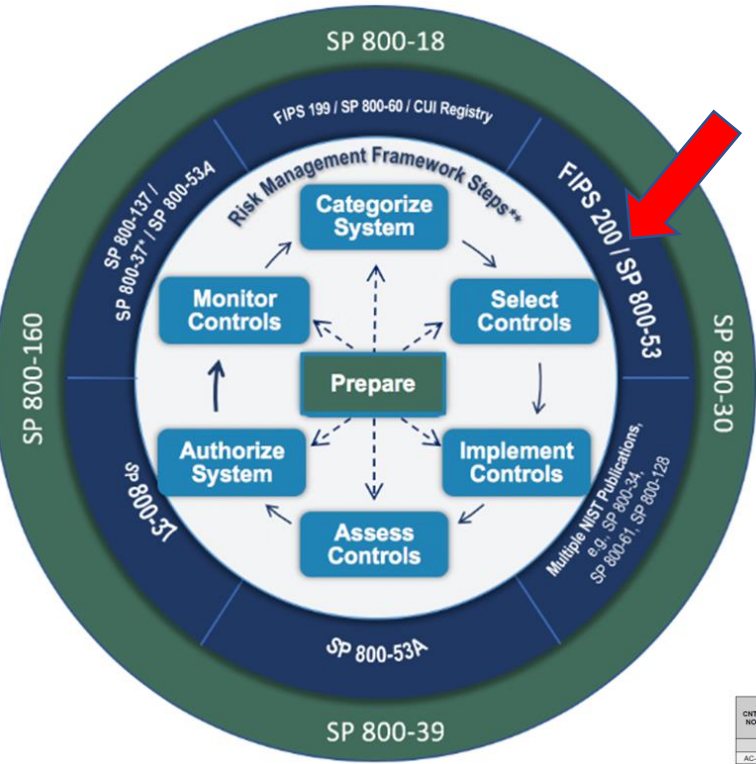 SP 800-18
FIPS 199 / SP 800-60 / CUI Registry
FIPS 200 / SP 800-53
SP 800-137 /
SP 800-37* / SP 800-53A
Risk Management Framework Steps**
Categorize
System
Monitor
Controls
Select
Controls
SP 800-160
SP 800-30
Prepare
Authorize
System
Implement
Controls
Assess
Controls
SP 800-37
Multiple NIST Publications,
e.g., SP 800-34,
SP 800-61, SP 800-128
SP 800-53A
SP 800-39